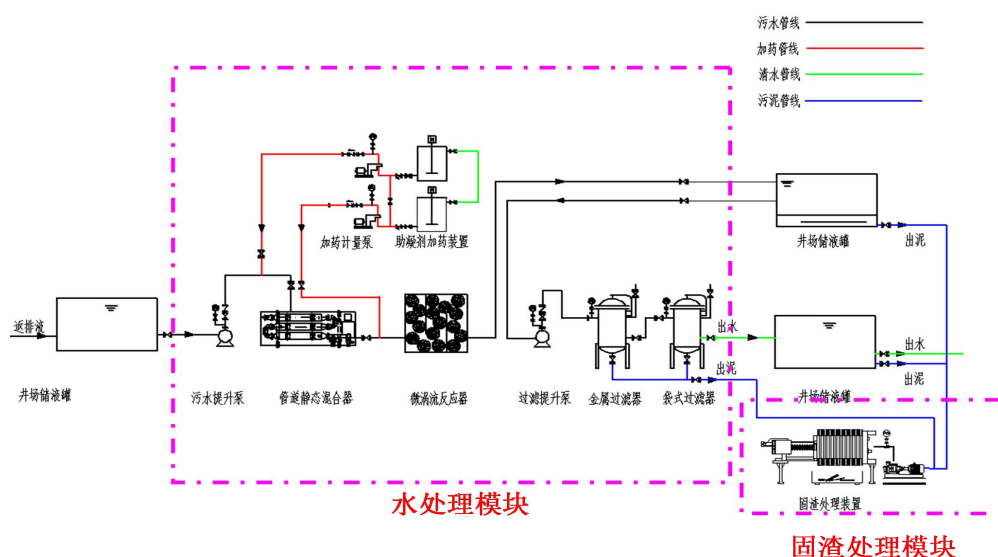 污水管线
加药管线
清水管线
污泥管线
加药计量泵
助凝剂加药装置
井场储液罐
出泥
返排液
出水
出水
出泥
出泥
井场储液罐
污水提升泵
管道静态混合器
微涡流反应器
过滤提升泵
金属过滤器
袋式过滤器
井场储液罐
水处理模块
固渣处理装置
固渣处理模块